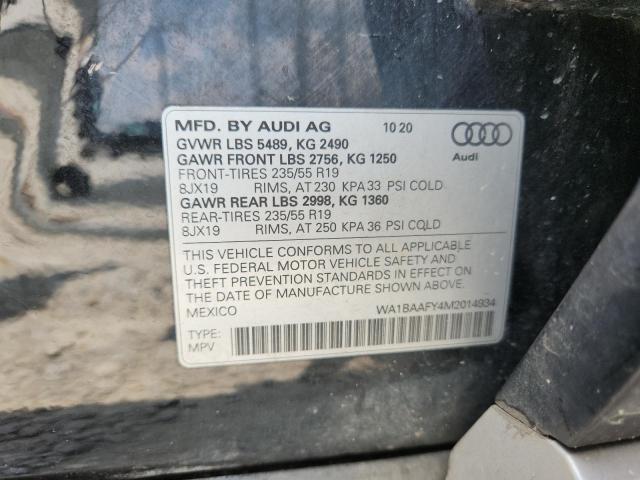 MFD. BY AUDI AG 10 20
GVWR LBS 5489, KG 2490
GAWR FRONT LBS 2756, KG 1250
FRONT-TIRES 235/55 R19
8JX19 RIMS, AT 230 KPA 33 PSI COLD
GAWR REAR LBS 2998, KG 1360
REAR-TIRES 235/55 R19
8JX19 RIMS, AT 250 KPA 36 PSI COLD
Audi
THIS VEHICLE CONFORMS TO ALL APPLICABLE
U.S. FEDERAL MOTOR VEHICLE SAFETY AND
THEFT PREVENTION STANDARDS IN EFFECT ON
THE DATE OF MANUFACTURE SHOWN ABOVE.
MEXICO WA1BAAFY4M2014934
TYPE:
MPV